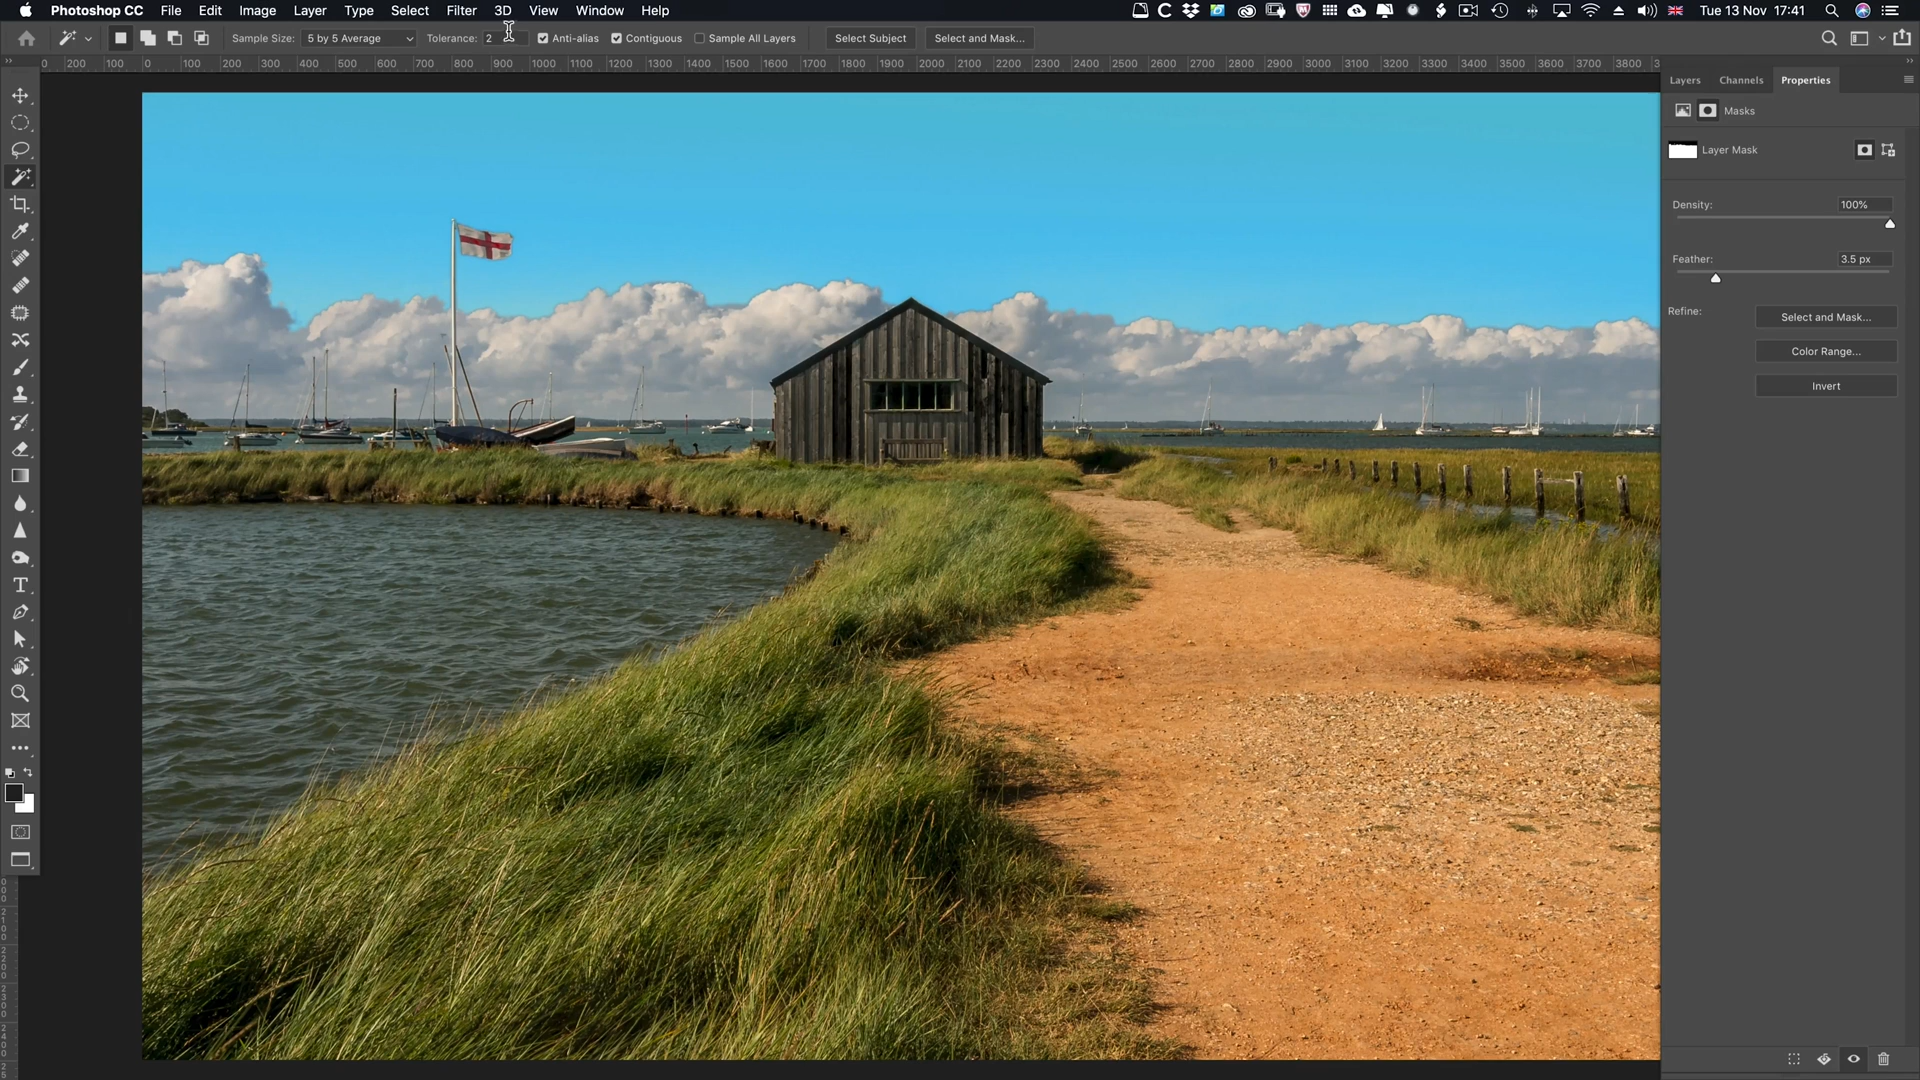 Photoshop CC File Edit Image Layer Type Select Filter 3D View Window Help Tue 13 Nov 17:41
Sample Size: 5 by 5 Average Tolerance: 2 Anti-alias Contiguous Sample All Layers Select Subject Select and Mask...
0 200 100 0 100 200 300 400 500 600 700 800 900 1000 1100 1200 1300 1400 1500 1600 1700 1800 1900 2000 2100 2200 2300 2400 2500 2600 2700 2800 2900 3000 3100 3200 3300 3400 3500 3600 3700 3800
Layers Channels Properties
Masks
Layer Mask
Density: 100%
Feather: 3.5 px
Refine: Select and Mask...
Color Range...
Invert